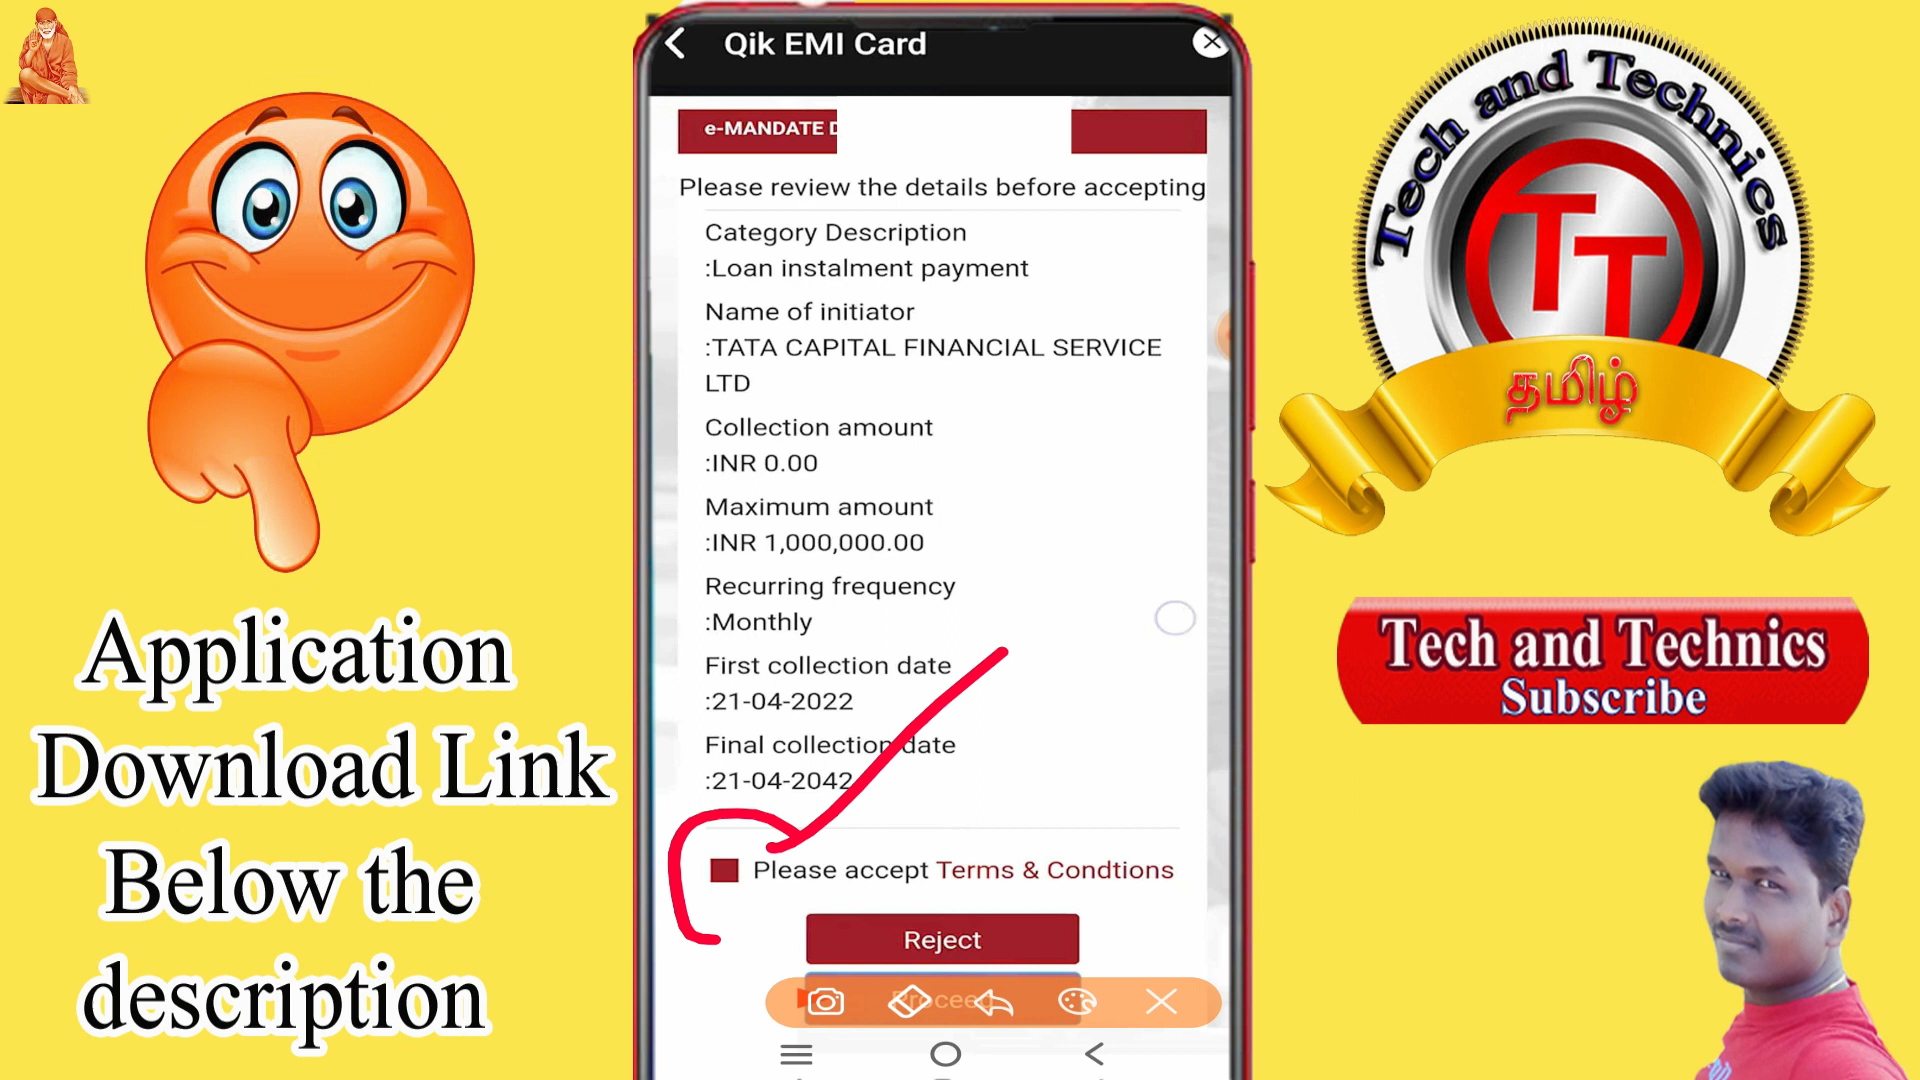 Qik EMI Card
e-MANDATE
Please review the details before accepting
Category Description
:Loan instalment payment
Name of initiator
:TATA CAPITAL FINANCIAL SERVICE
LTD
Collection amount
:INR 0.00
Maximum amount
:INR 1,000,000.00
Recurring frequency
:Monthly
First collection date
:21-04-2022
Final collection date
:21-04-2042
Please accept Terms & Condtions
Reject
Proceed
Application
Download Link
Below the
description
Tech and Technics
TT
தமிழ்
Tech and Technics
Subscribe